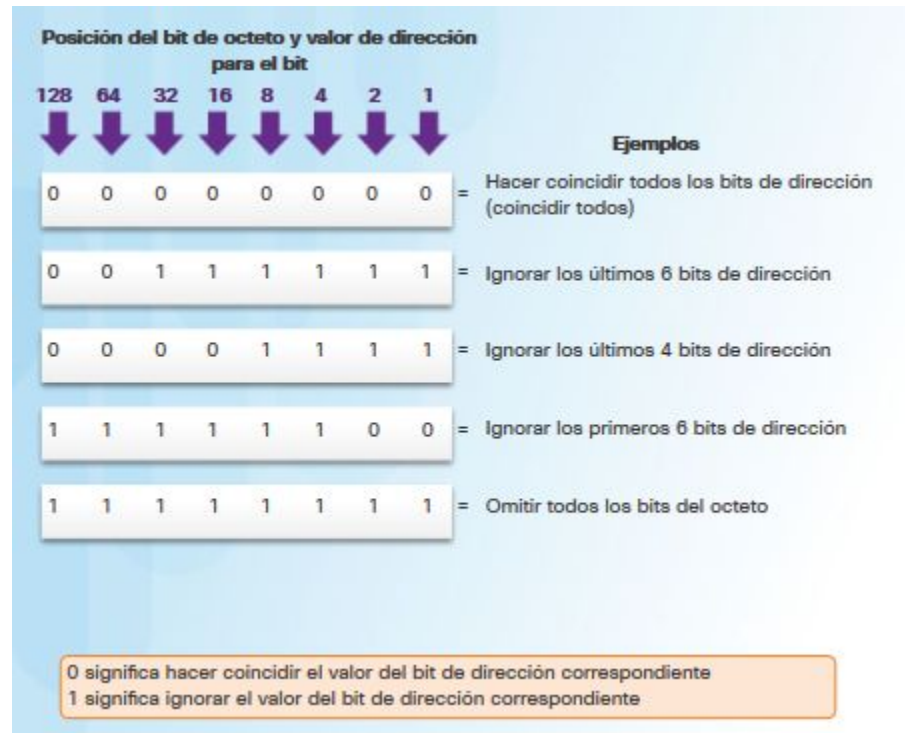 Posición del bit de octeto y valor de dirección
para el bit
128 64 32 16 8 4 2 1
Ejemplos
0 0 0 0 0 0 0 0 = Hacer coincidir todos los bits de dirección
(coincidir todos)
0 0 1 1 1 1 1 1 = Ignorar los últimos 6 bits de dirección
0 0 0 0 1 1 1 1 = Ignorar los últimos 4 bits de dirección
1 1 1 1 1 1 0 0 = Ignorar los primeros 6 bits de dirección
1 1 1 1 1 1 1 1 = Omitir todos los bits del octeto
0 significa hacer coincidir el valor del bit de dirección correspondiente
1 significa ignorar el valor del bit de dirección correspondiente